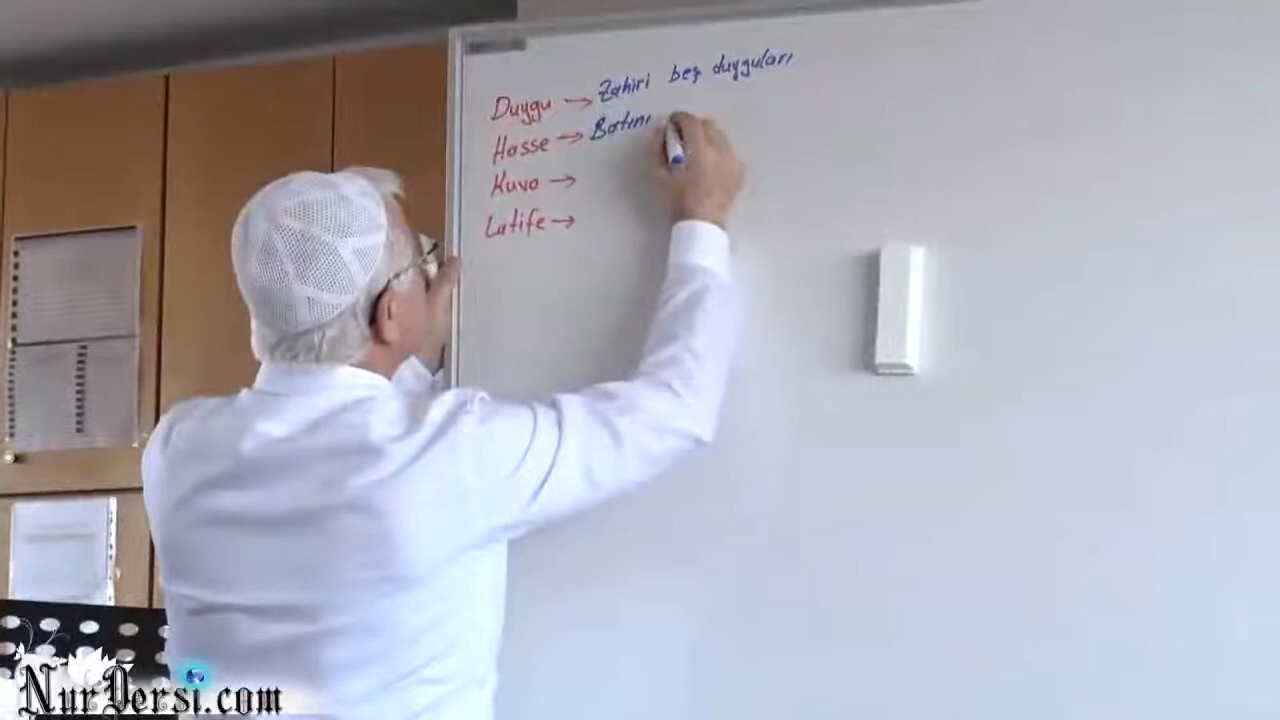 Duygu → Zahiri beş duyguları
Hasse → Batını
Kuva →
Latife →
NurDersi.com